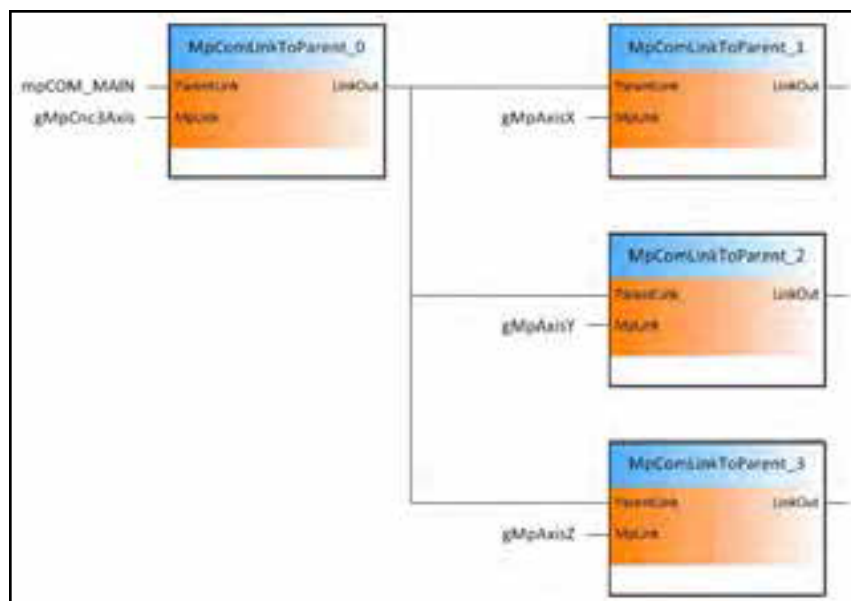 MpComLinkToParent_0
mpCOM_MAIN
ParentLink LinkOut
gMpCnc3Axis
MpLink
MpComLinkToParent_1
ParentLink LinkOut
gMpAxisX
MpLink
MpComLinkToParent_2
ParentLink LinkOut
gMpAxisY
MpLink
MpComLinkToParent_3
ParentLink LinkOut
gMpAxisZ
MpLink